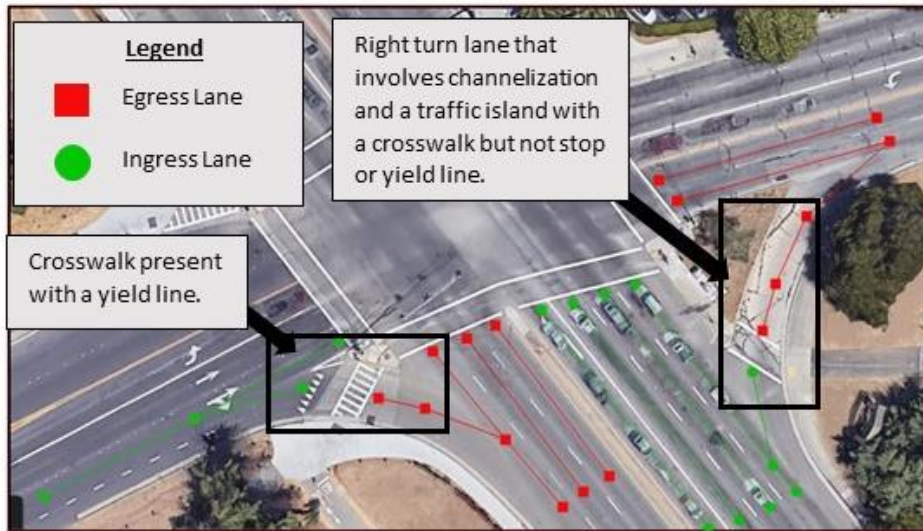 Legend
Egress Lane
Ingress Lane
Right turn lane that
involves channelization
and a traffic island with
a crosswalk but not stop
or yield line.
Crosswalk present
with a yield line.